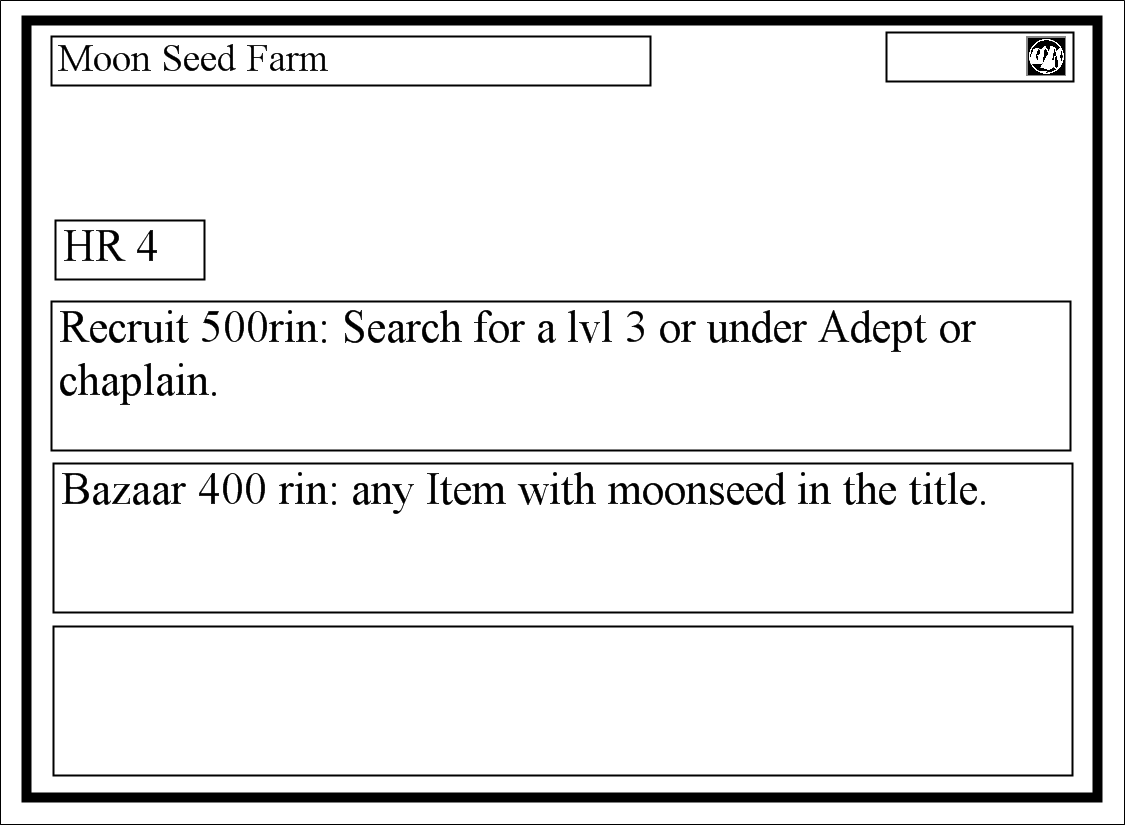 Moon Seed Farm
HR 4
Recruit 500rin: Search for a lvl 3 or under Adept or
chaplain.
Bazaar 400 rin: any Item with moonseed in the title.